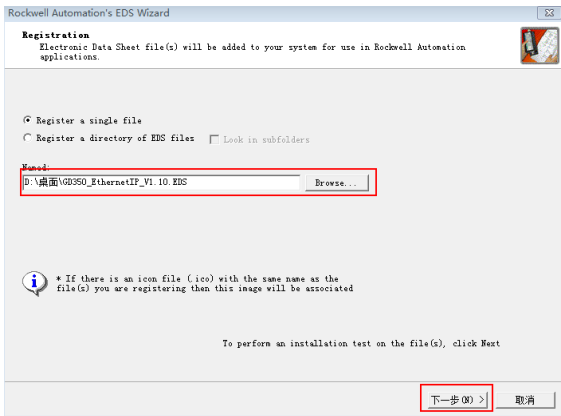 Rockwell Automation's EDS Wizard
Registration
Electronic Data Sheet file(s) will be added to your system for use in Rockwell Automation
applications.
Register a single file
Register a directory of EDS files Look in subfolders
Named:
D:\桌面\GD350_EthernetIP_V1.10.EDS Browse...
* If there is an icon file (.ico) with the same name as the
file(s) you are registering then this image will be associated
To perform an installation test on the file(s), click Next
下一步(N) > 取消